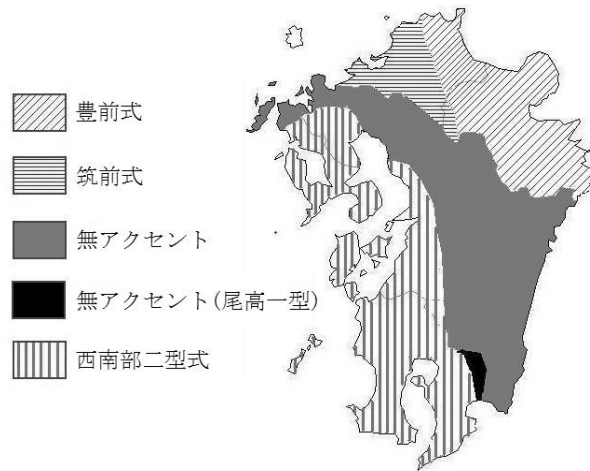 豊前式
筑前式
無アクセント
無アクセント(尾高一型)
西南部二型式